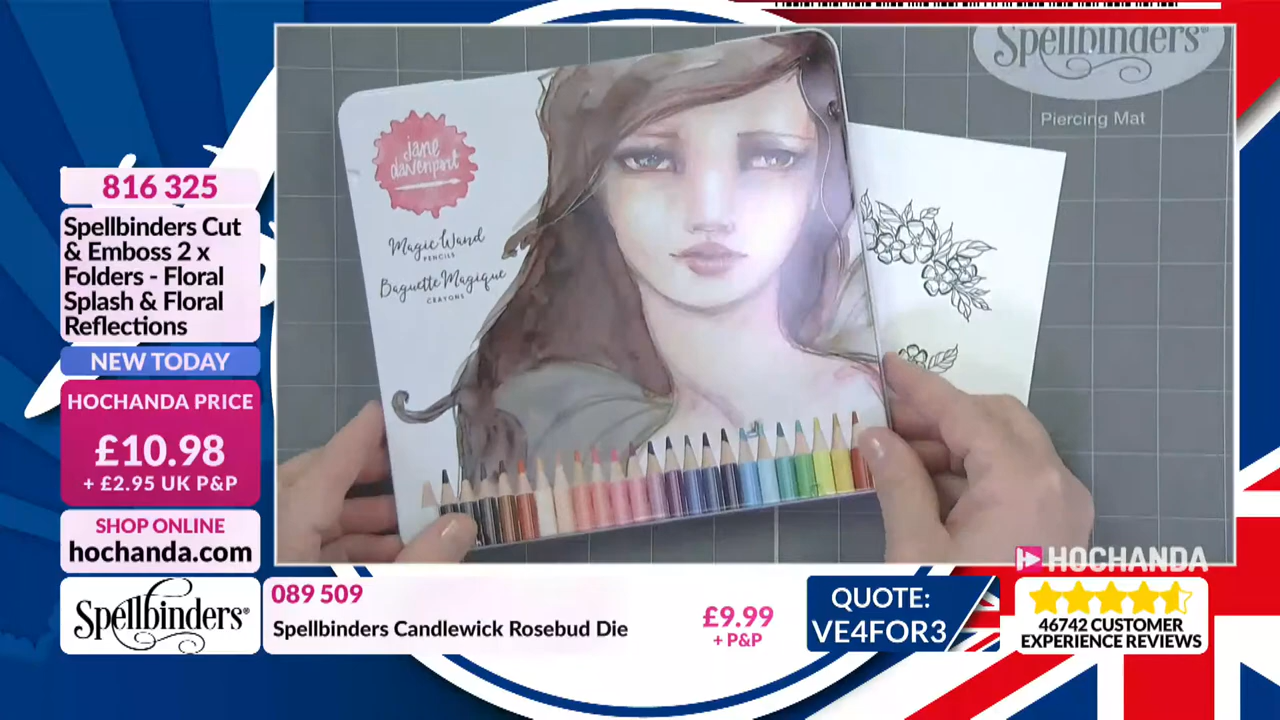 Spellbinders®
Piercing Mat
jane
davenport
Magic Wand
PENCILS
Baguette Magique
CRAYONS
816 325
Spellbinders Cut
& Emboss 2 x
Folders - Floral
Splash & Floral
Reflections
NEW TODAY
HOCHANDA PRICE
£10.98
+ £2.95 UK P&P
SHOP ONLINE
hochanda.com
Spellbinders®
089 509
Spellbinders Candlewick Rosebud Die
£9.99
+ P&P
QUOTE:
VE4FOR3
HOCHANDA
46742 CUSTOMER
EXPERIENCE REVIEWS